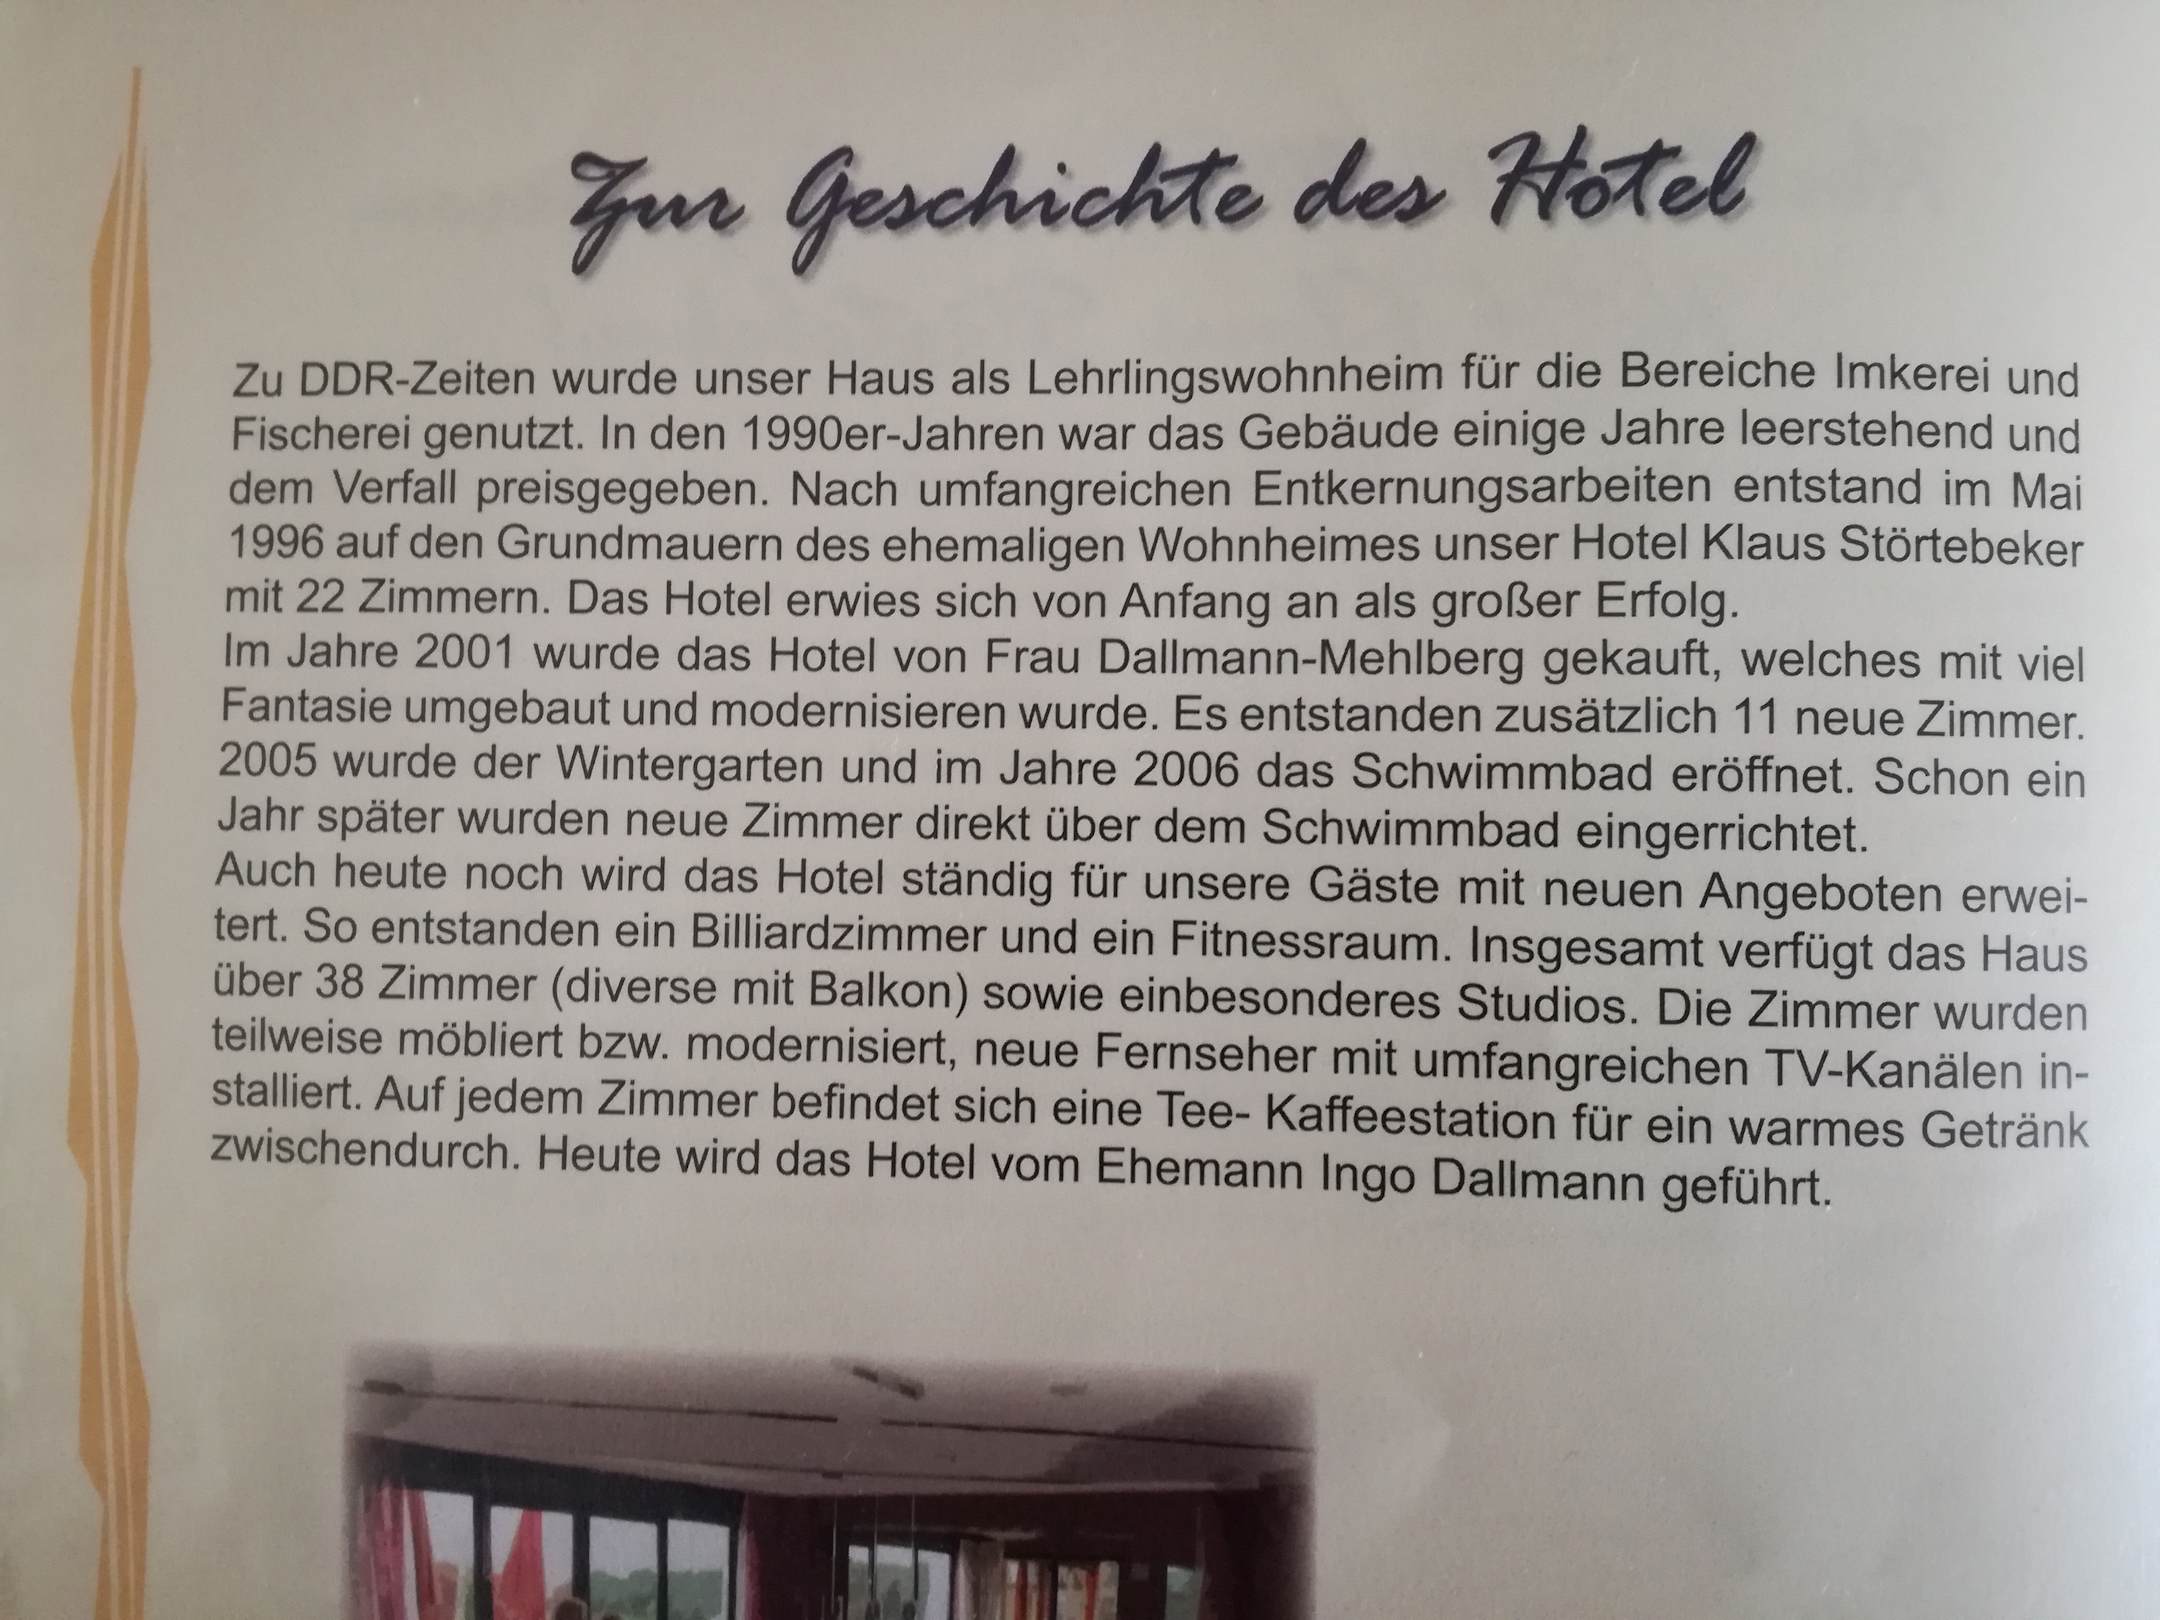 Zur Geschichte des Hotel
Zu DDR-Zeiten wurde unser Haus als Lehrlingswohnheim für die Bereiche Imkerei und
Fischerei genutzt. In den 1990er-Jahren war das Gebäude einige Jahre leerstehend und
dem Verfall preisgegeben. Nach umfangreichen Entkernungsarbeiten entstand im Mai
1996 auf den Grundmauern des ehemaligen Wohnheimes unser Hotel Klaus Störtebeker
mit 22 Zimmern. Das Hotel erwies sich von Anfang an als großer Erfolg.
Im Jahre 2001 wurde das Hotel von Frau Dallmann-Mehlberg gekauft, welches mit viel
Fantasie umgebaut und modernisieren wurde. Es entstanden zusätzlich 11 neue Zimmer.
2005 wurde der Wintergarten und im Jahre 2006 das Schwimmbad eröffnet. Schon ein
Jahr später wurden neue Zimmer direkt über dem Schwimmbad eingerrichtet.
Auch heute noch wird das Hotel ständig für unsere Gäste mit neuen Angeboten erwei-
tert. So entstanden ein Billiardzimmer und ein Fitnessraum. Insgesamt verfügt das Haus
über 38 Zimmer (diverse mit Balkon) sowie einbesonderes Studios. Die Zimmer wurden
teilweise möbliert bzw. modernisiert, neue Fernseher mit umfangreichen TV-Kanälen in-
stalliert. Auf jedem Zimmer befindet sich eine Tee- Kaffeestation für ein warmes Getränk
zwischendurch. Heute wird das Hotel vom Ehemann Ingo Dallmann geführt.